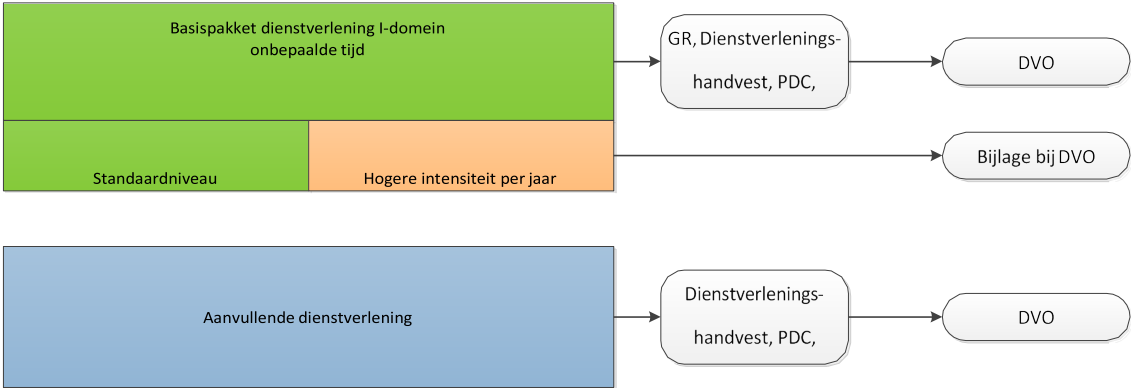 Basispakket dienstverlening I-domein
onbepaalde tijd
GR, Dienstverlenings-
handvest, PDC,
DVO
Standaardniveau
Hogere intensiteit per jaar
Bijlage bij DVO
Aanvullende dienstverlening
Dienstverlenings-
handvest, PDC,
DVO